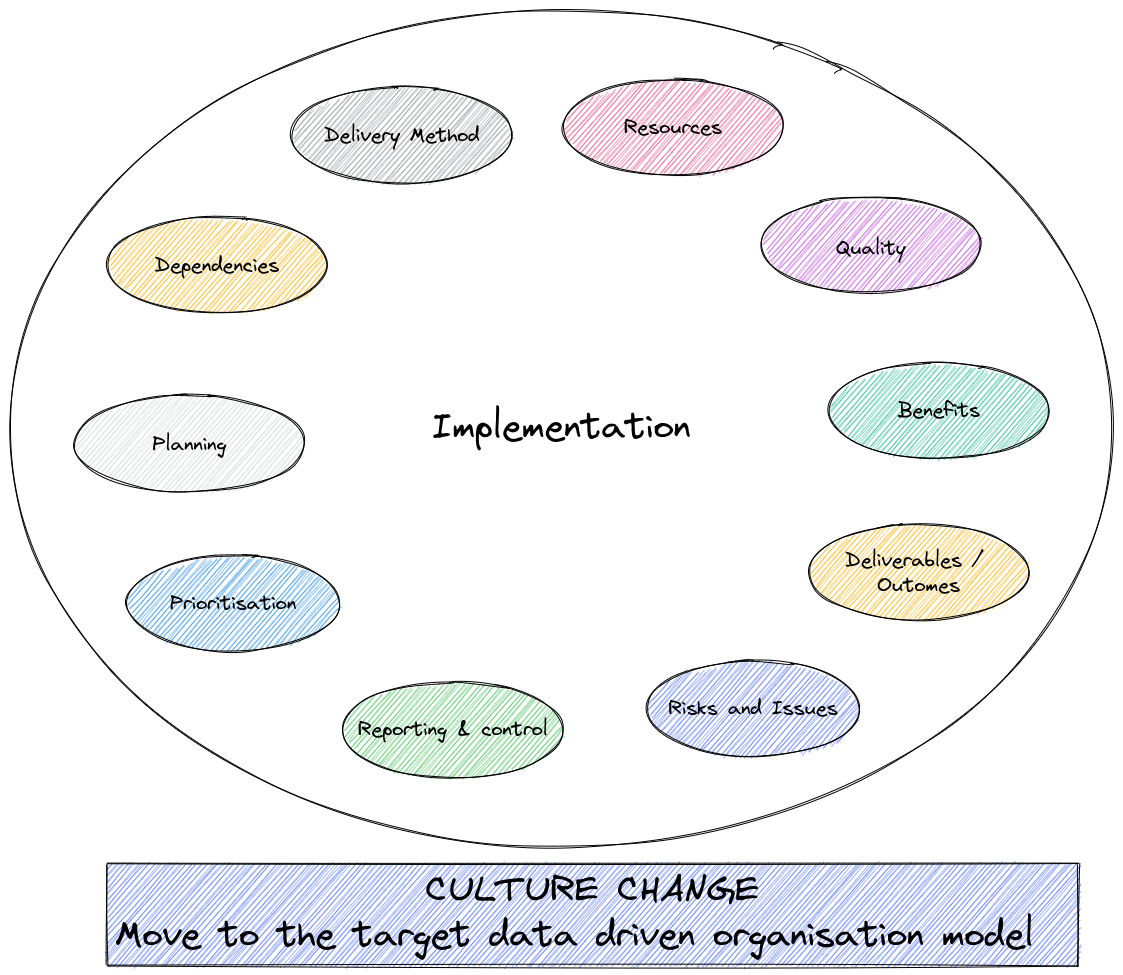 Delivery Method
Resources
Dependencies
Quality
Implementation
Benefits
Planning
Deliverables /
Outomes
Prioritisation
Risks and Issues
Reporting & control
CULTURE CHANGE
Move to the target data driven organisation model